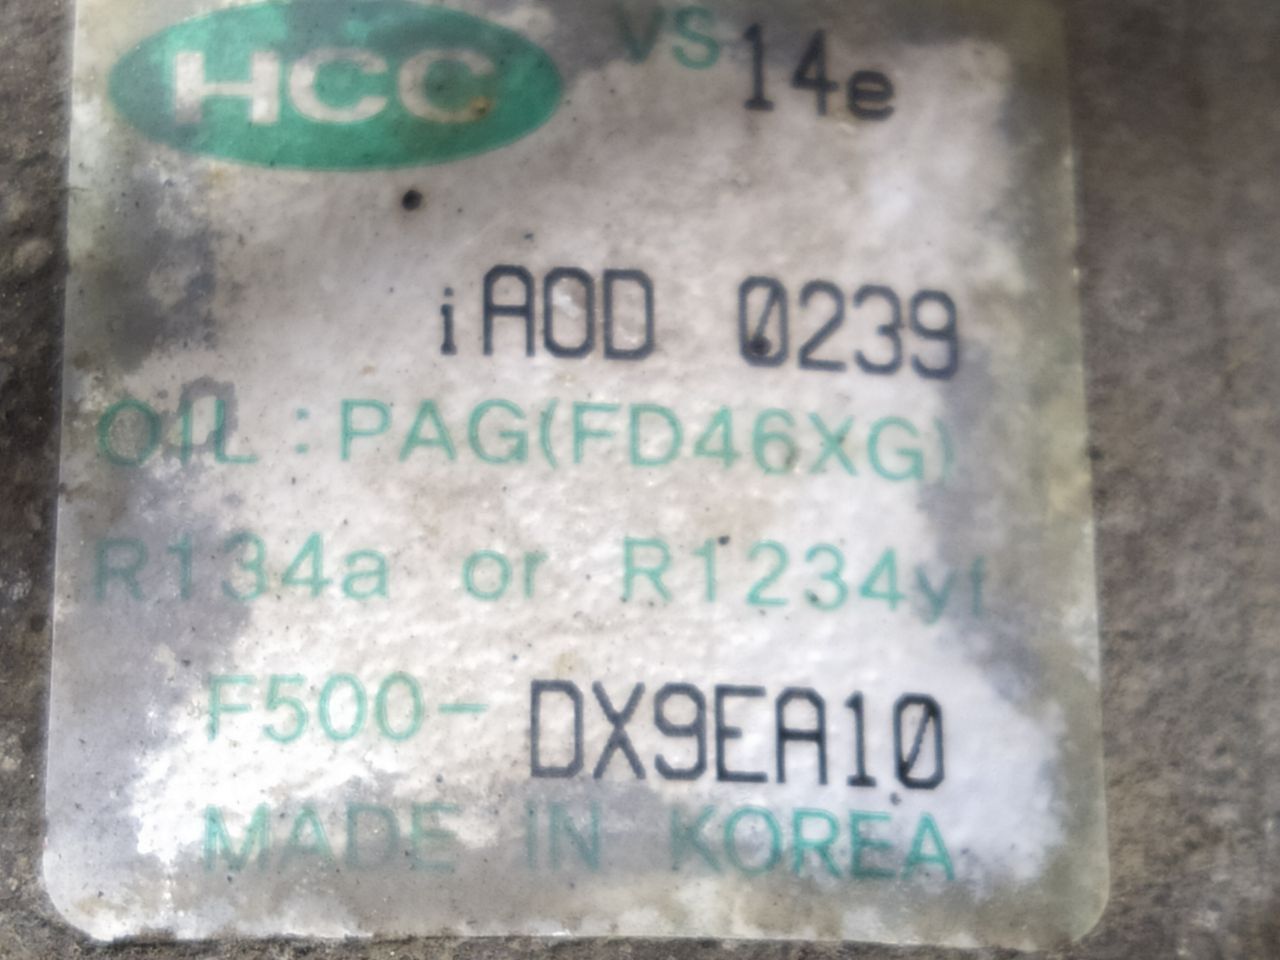 HCC VS 14e
iAOD 0239
OIL : PAG(FD46XG)
R134a or R1234yf
F500- DX9EA10
MADE IN KOREA